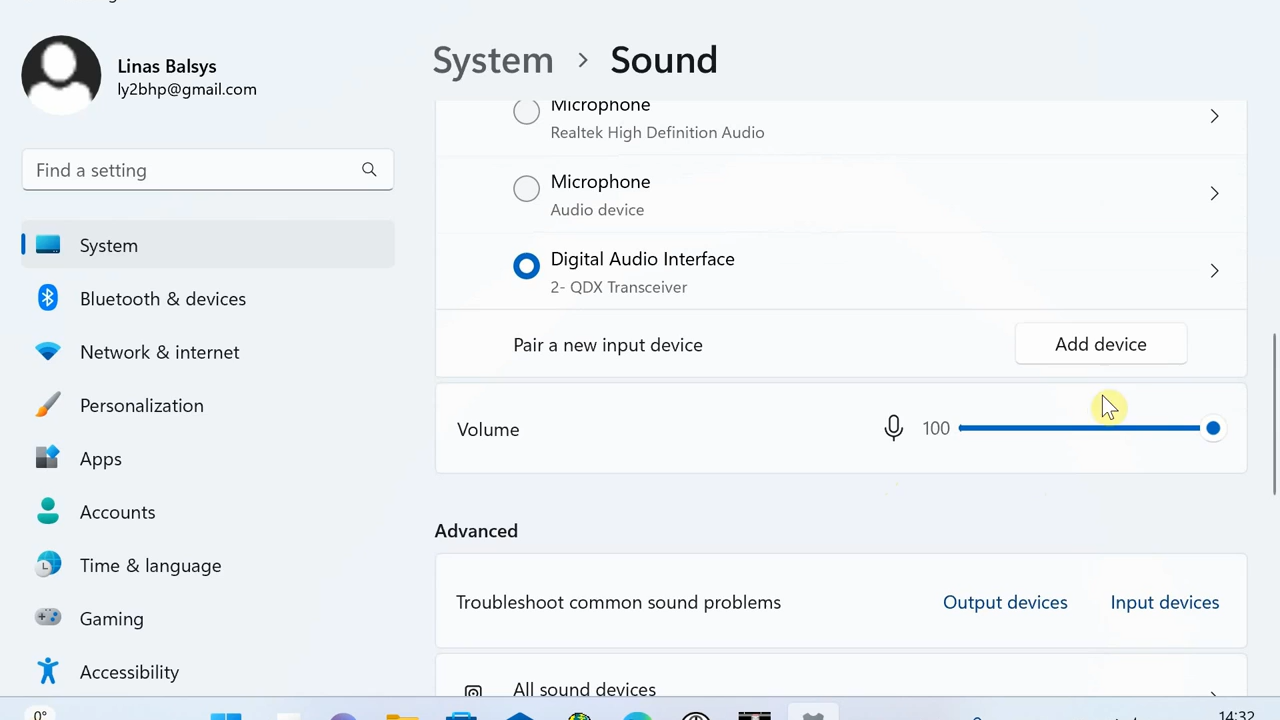 Linas Balsys
ly2bhp@gmail.com
Find a setting
System
Bluetooth & devices
Network & internet
Personalization
Apps
Accounts
Time & language
Gaming
Accessibility
System > Sound
Microphone
Realtek High Definition Audio
Microphone
Audio device
Digital Audio Interface
2- QDX Transceiver
Pair a new input device
Add device
Volume
100
Advanced
Troubleshoot common sound problems
Output devices
Input devices
All sound devices
0°
14:32